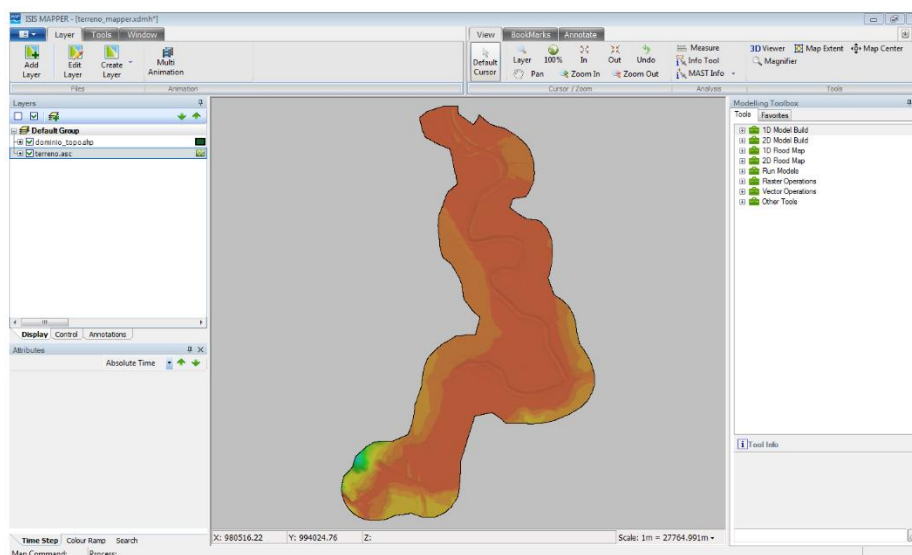 ISIS MAPPER - [terreno_mapper.ixdmh*]
Layer Tools Window
View BookMarks Annotate
Add Layer
Edit Layer
Create Layer
Multi Animation
Files
Animation
Default Cursor
Layer 100% In Out Undo
Pan Zoom In Zoom Out
Cursor / Zoom
Measure
Info Tool
MAST Info
Analysis
3D Viewer Map Extent Map Center
Magnifier
Tools
Layers
Default Group
dominio_topo.shp
terreno.asc
Display Control Annotations
Attributes
Absolute Time
Time Step Colour Ramp Search
Map Command: Process:
X: 980516.22 Y: 994024.76 Z: Scale: 1m = 27764.991m
Modelling Toolbox
Tools Favorites
1D Model Build
2D Model Build
1D Flood Map
2D Flood Map
Run Models
Raster Operations
Vector Operations
Other Tools
Tool Info